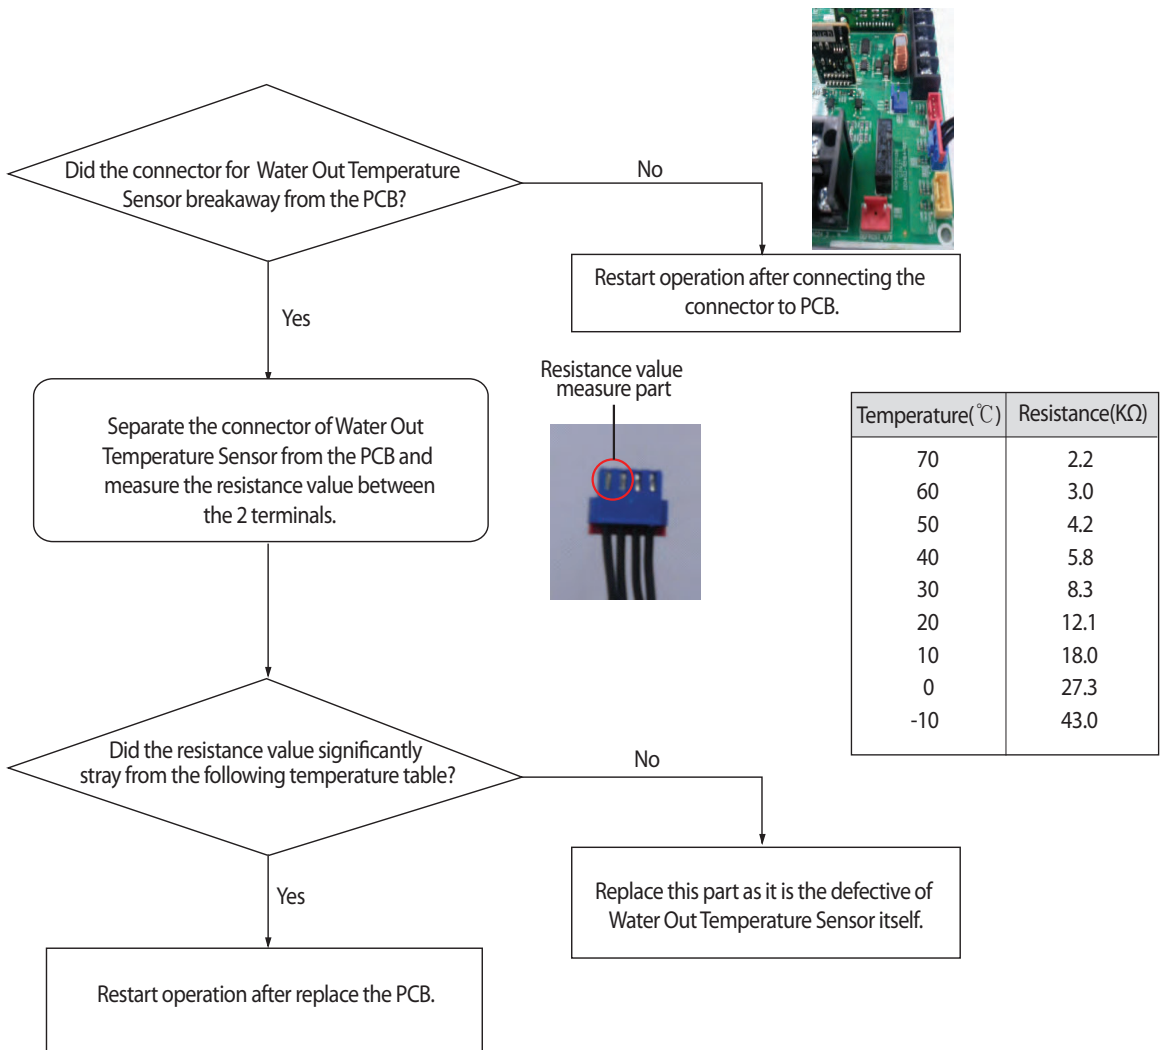 Did the connector for Water Out Temperature
Sensor breakaway from the PCB?
No
Restart operation after connecting the
connector to PCB.
Yes
Separate the connector of Water Out
Temperature Sensor from the PCB and
measure the resistance value between
the 2 terminals.
Resistance value
measure part
Temperature(℃) Resistance(KΩ)
70 2.2
60 3.0
50 4.2
40 5.8
30 8.3
20 12.1
10 18.0
0 27.3
-10 43.0
Did the resistance value significantly
stray from the following temperature table?
No
Replace this part as it is the defective of
Water Out Temperature Sensor itself.
Yes
Restart operation after replace the PCB.